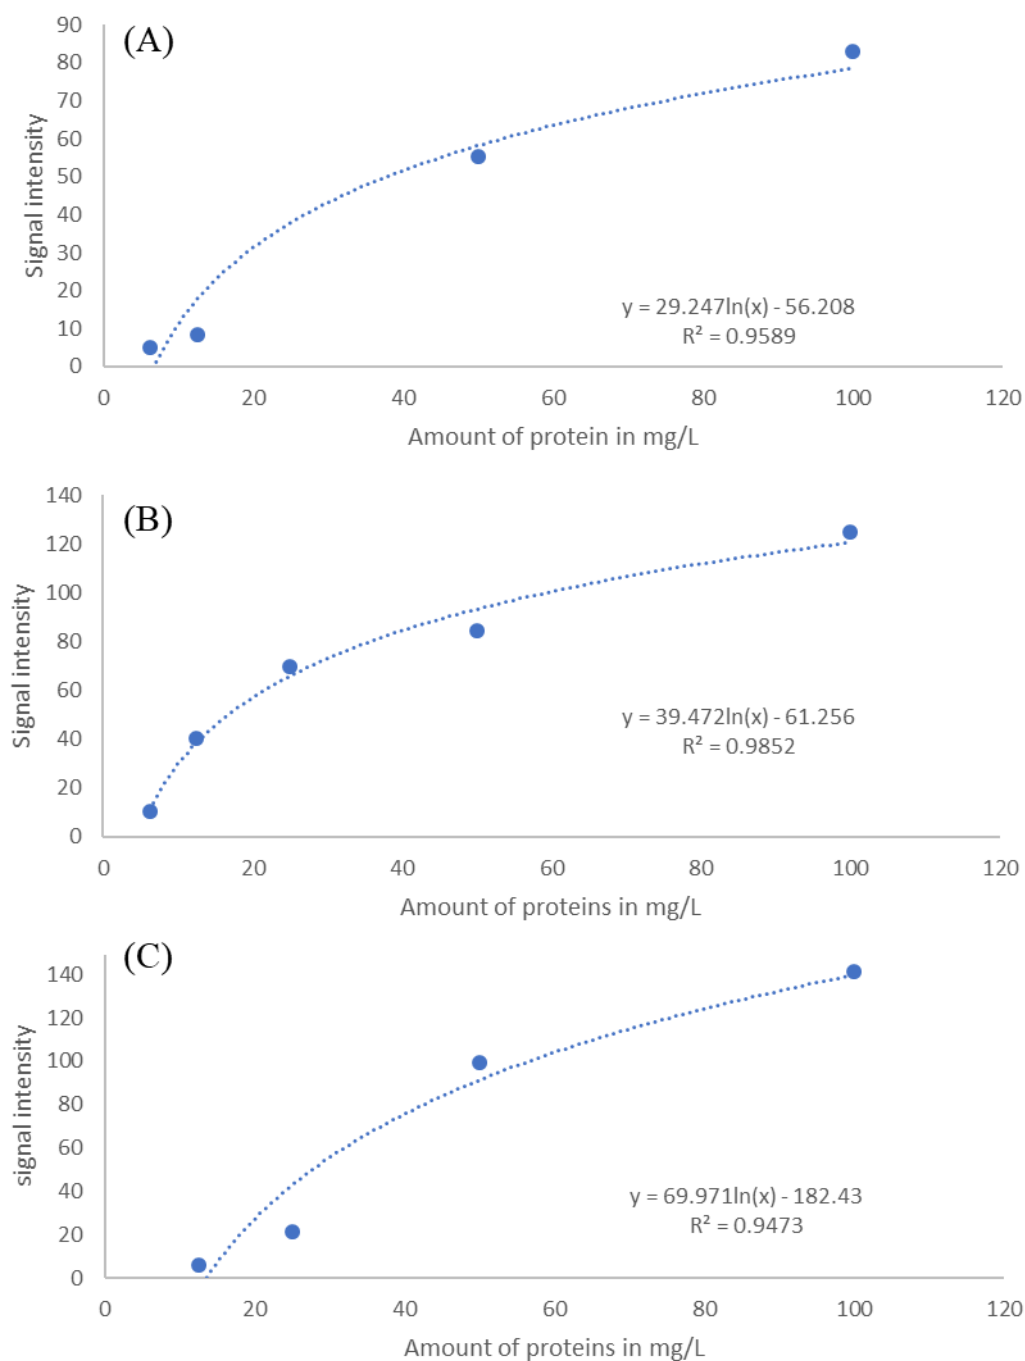 (A)
90
80
70
60
50
40
30
20
10
0
Signal intensity
y = 29.247ln(x) - 56.208
R² = 0.9589
0 20 40 60 80 100 120
Amount of protein in mg/L
(B)
140
120
100
80
60
40
20
0
Signal intensity
y = 39.472ln(x) - 61.256
R² = 0.9852
0 20 40 60 80 100 120
Amount of proteins in mg/L
(C)
140
120
100
80
60
40
20
0
signal intensity
y = 69.971ln(x) - 182.43
R² = 0.9473
0 20 40 60 80 100 120
Amount of proteins in mg/L